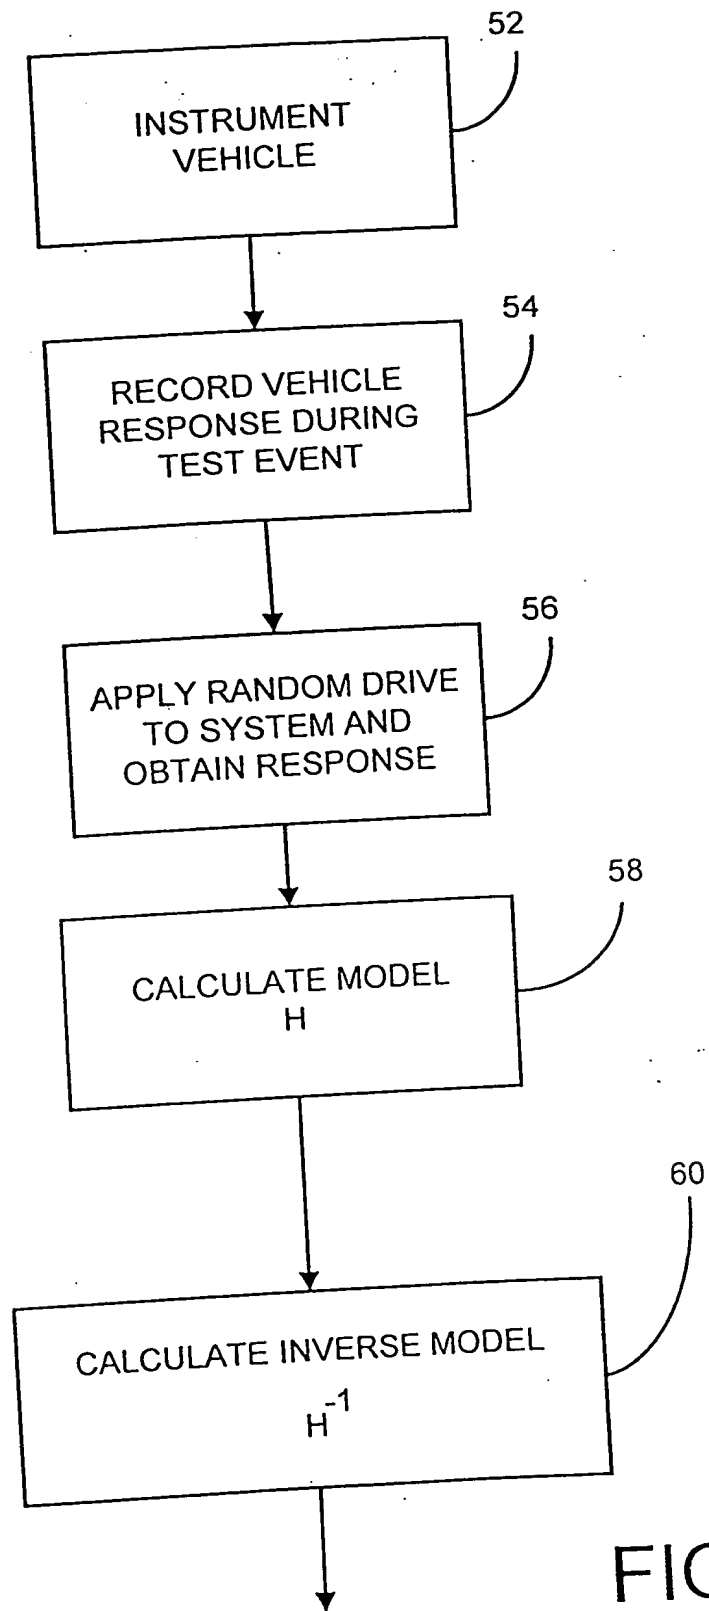 52
INSTRUMENT
VEHICLE
54
RECORD VEHICLE
RESPONSE DURING
TEST EVENT
56
APPLY RANDOM DRIVE
TO SYSTEM AND
OBTAIN RESPONSE
58
CALCULATE MODEL
H
60
CALCULATE INVERSE MODEL
H⁻¹